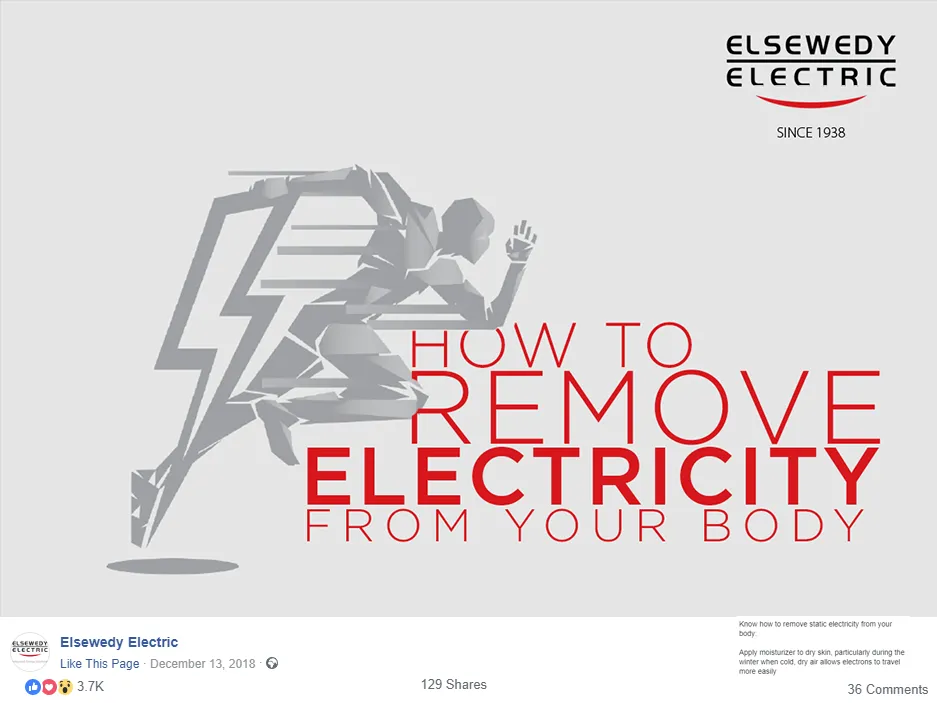 ELSEWEDY
ELECTRIC
SINCE 1938
HOW TO
REMOVE
ELECTRICITY
FROM YOUR BODY
ELSEWEDY
ELECTRIC
Elsewedy Electric
Like This Page · December 13, 2018 ·
3.7K
129 Shares
Know how to remove static electricity from your
body.
Apply moisturizer to dry skin, particularly during the
winter when cold, dry air allows electrons to travel
more easily
36 Comments